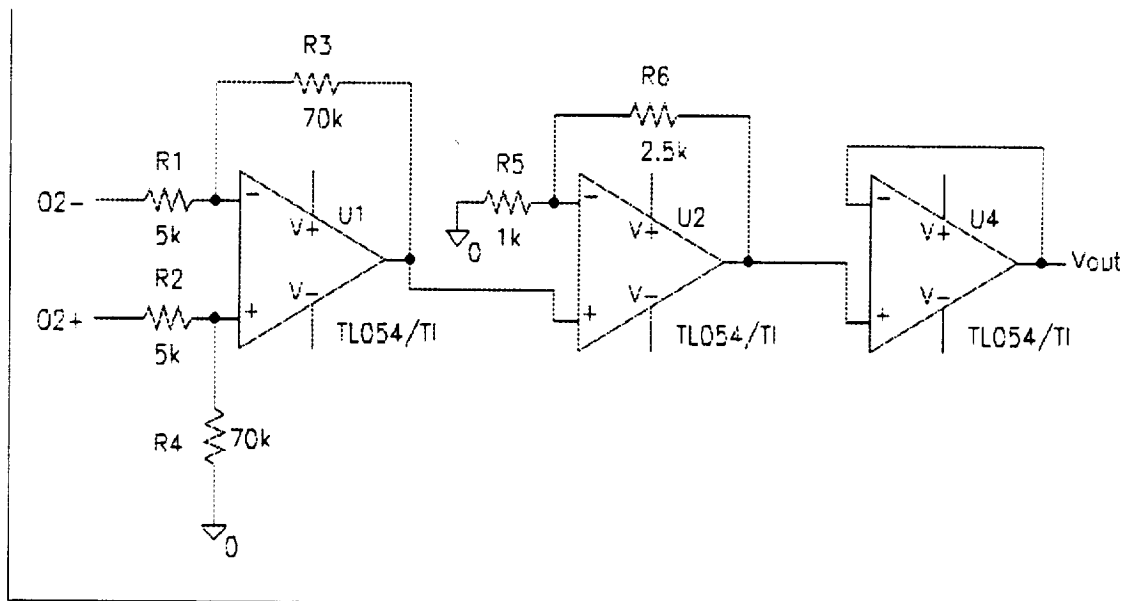 R3
70k
R6
2.5k
R1
R5
O2-
5k
-
V+
U1
1k
0
-
V+
U2
-
V+
U4
R2
O2+
5k
+
V-
TL054/TI
+
V-
TL054/TI
+
V-
TL054/TI
Vout
R4
70k
0